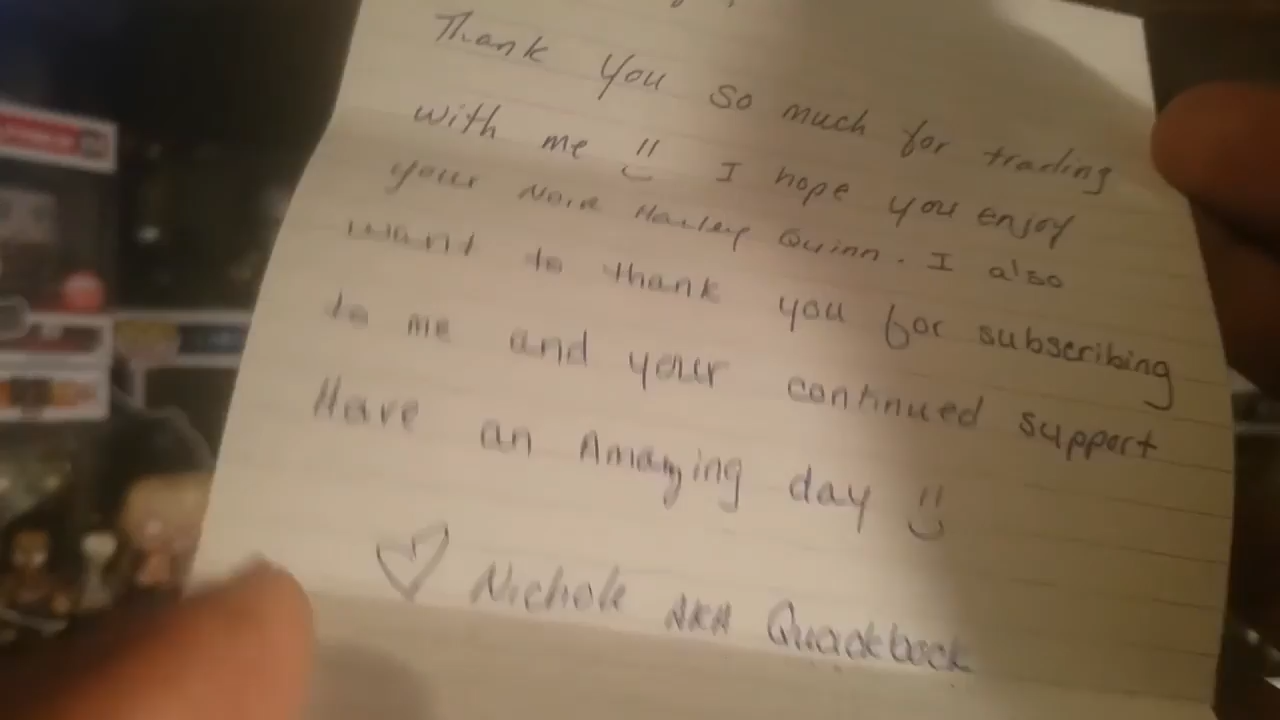 Thank you so much for trading
with me I hope you enjoy
your Noir Harley Quinn. I also
want to thank you for subscribing
to me and your continued support
Have an Amazing day
♡ Nichole AKA